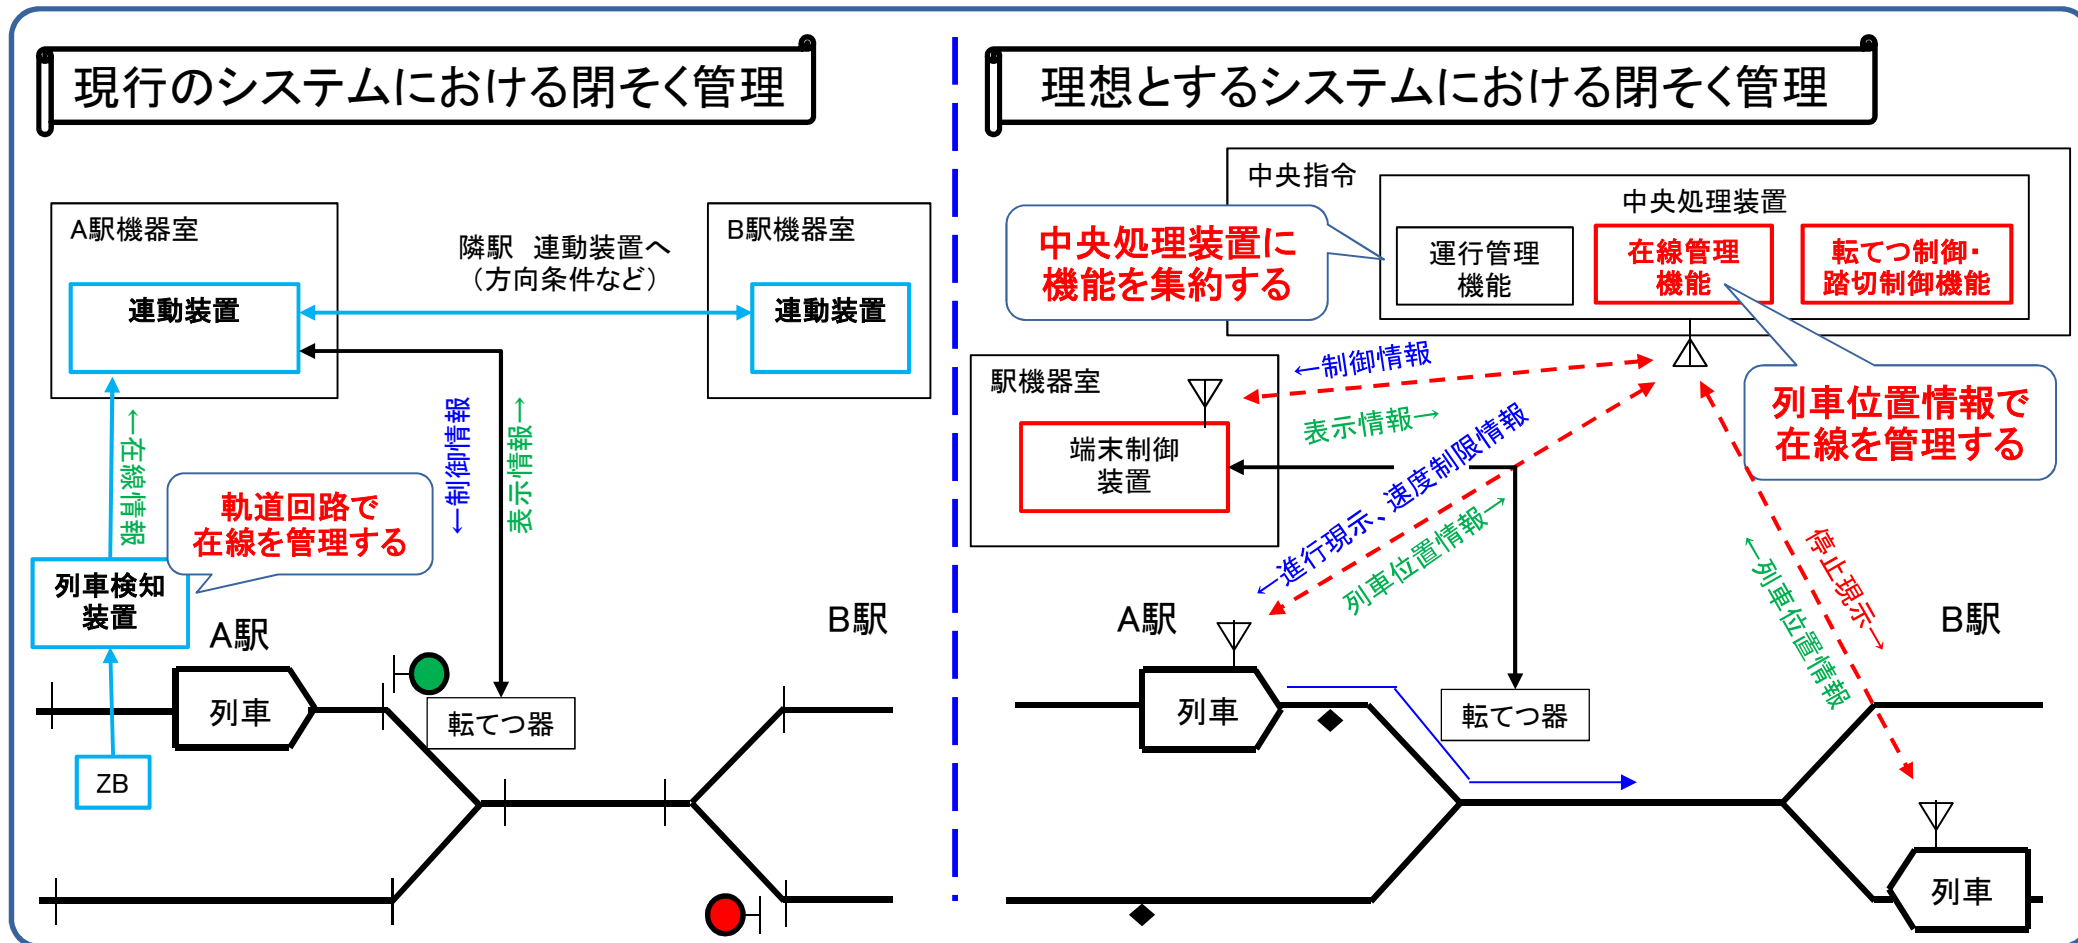 現行のシステムにおける閉そく管理
A駅機器室
連動装置
隣駅　連動装置へ
（方向条件など）
B駅機器室
連動装置
←在線情報
←制御情報
表示情報→
軌道回路で
在線を管理する
列車検知
装置
A駅
B駅
列車
転てつ器
ZB
理想とするシステムにおける閉そく管理
中央指令
中央処理装置
中央処理装置に
機能を集約する
運行管理
機能
在線管理
機能
転てつ制御・
踏切制御機能
駅機器室
端末制御
装置
←制御情報
表示情報→
列車位置情報で
在線を管理する
←進行現示、速度制限情報
列車位置情報→
停止現示→
←列車位置情報
A駅
B駅
列車
転てつ器
列車